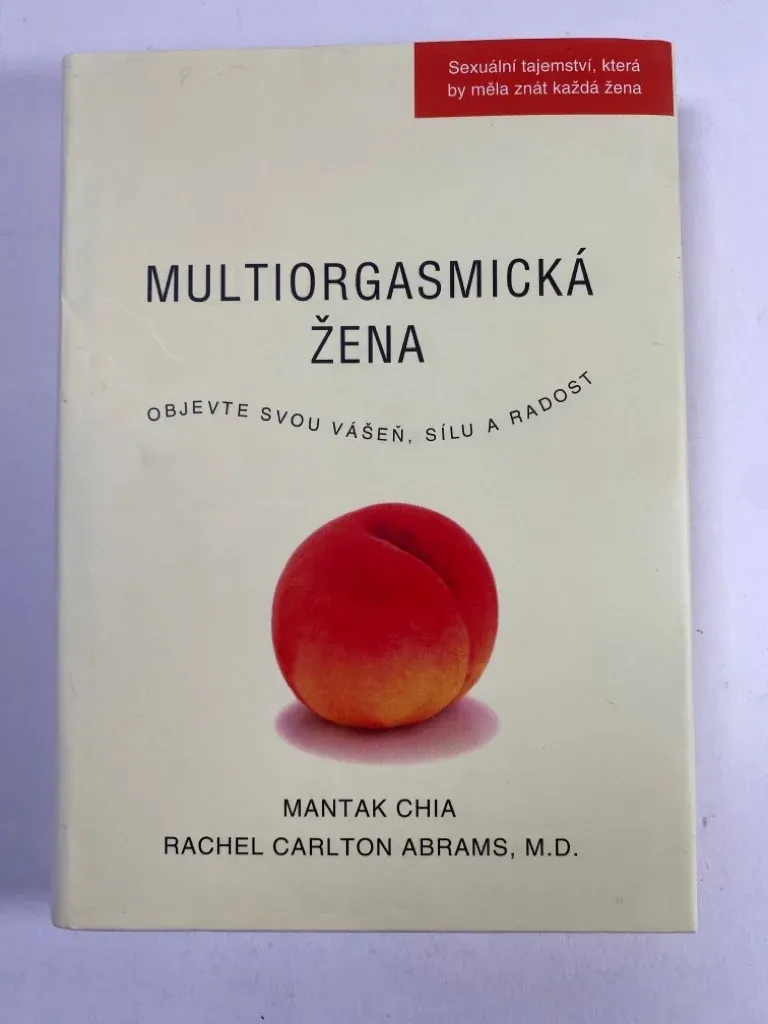 Sexuální tajemství, která
by měla znát každá žena
MULTIORGASMICKÁ
ŽENA
OBJEVTE SVOU VÁŠEŇ, SÍLU A RADOST
MANTAK CHIA
RACHEL CARLTON ABRAMS, M.D.